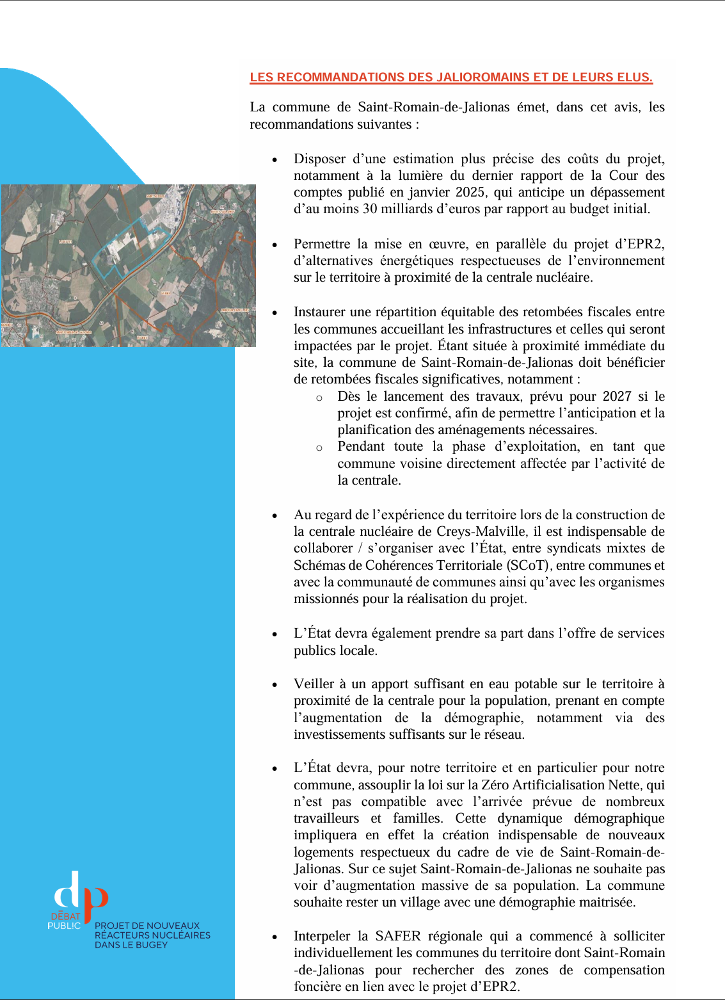 LES RECOMMANDATIONS DES JALIOROMAINS ET DE LEURS ELUS.
La commune de Saint-Romain-de-Jalionas émet, dans cet avis, les
recommandations suivantes :
• Disposer d’une estimation plus précise des coûts du projet,
notamment à la lumière du dernier rapport de la Cour des
comptes publié en janvier 2025, qui anticipe un dépassement
d’au moins 30 milliards d’euros par rapport au budget initial.
• Permettre la mise en œuvre, en parallèle du projet d’EPR2,
d’alternatives énergétiques respectueuses de l’environnement
sur le territoire à proximité de la centrale nucléaire.
• Instaurer une répartition équitable des retombées fiscales entre
les communes accueillant les infrastructures et celles qui seront
impactées par le projet. Étant située à proximité immédiate du
site, la commune de Saint-Romain-de-Jalionas doit bénéficier
de retombées fiscales significatives, notamment :
o Dès le lancement des travaux, prévu pour 2027 si le
projet est confirmé, afin de permettre l’anticipation et la
planification des aménagements nécessaires.
o Pendant toute la phase d’exploitation, en tant que
commune voisine directement affectée par l’activité de
la centrale.
• Au regard de l’expérience du territoire lors de la construction de
la centrale nucléaire de Creys-Malville, il est indispensable de
collaborer / s’organiser avec l’État, entre syndicats mixtes de
Schémas de Cohérences Territoriale (SCoT), entre communes et
avec la communauté de communes ainsi qu’avec les organismes
missionnés pour la réalisation du projet.
• L’État devra également prendre sa part dans l’offre de services
publics locale.
• Veiller à un apport suffisant en eau potable sur le territoire à
proximité de la centrale pour la population, prenant en compte
l’augmentation de la démographie, notamment via des
investissements suffisants sur le réseau.
• L’État devra, pour notre territoire et en particulier pour notre
commune, assouplir la loi sur la Zéro Artificialisation Nette, qui
n’est pas compatible avec l’arrivée prévue de nombreux
travailleurs et familles. Cette dynamique démographique
impliquera en effet la création indispensable de nouveaux
logements respectueux du cadre de vie de Saint-Romain-de-
Jalionas. Sur ce sujet Saint-Romain-de-Jalionas ne souhaite pas
voir d’augmentation massive de sa population. La commune
souhaite rester un village avec une démographie maitrisée.
• Interpeler la SAFER régionale qui a commencé à solliciter
individuellement les communes du territoire dont Saint-Romain
-de-Jalionas pour rechercher des zones de compensation
foncière en lien avec le projet d’EPR2.
dp
DÉBAT
PUBLIC
PROJET DE NOUVEAUX
RÉACTEURS NUCLÉAIRES
DANS LE BUGEY